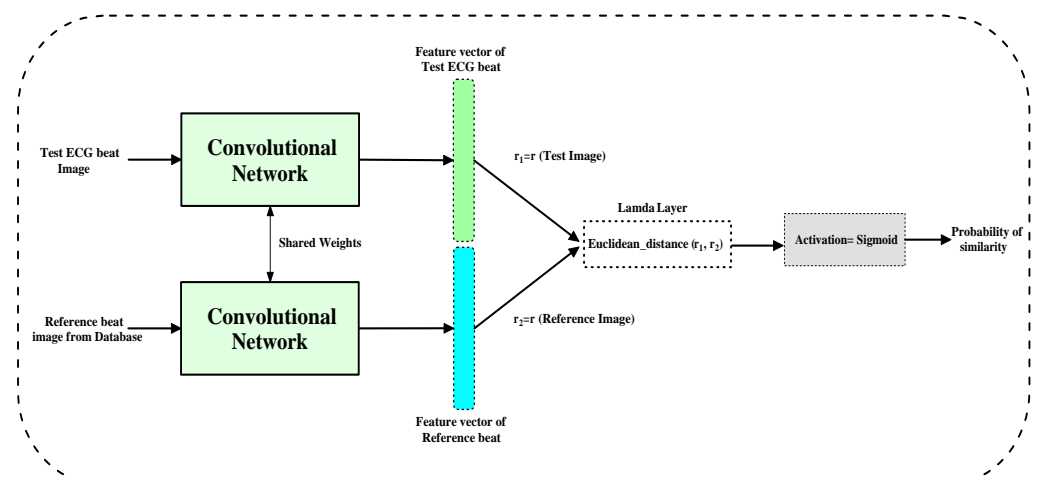 Feature vector of
Test ECG beat
Test ECG beat
Image
Convolutional
Network
r₁=r (Test Image)
Lamda Layer
Shared Weights
Euclidean_distance (r₁, r₂)
Activation= Sigmoid
Probability of
similarity
Reference beat
image from Database
Convolutional
Network
r₂=r (Reference Image)
Feature vector of
Reference beat